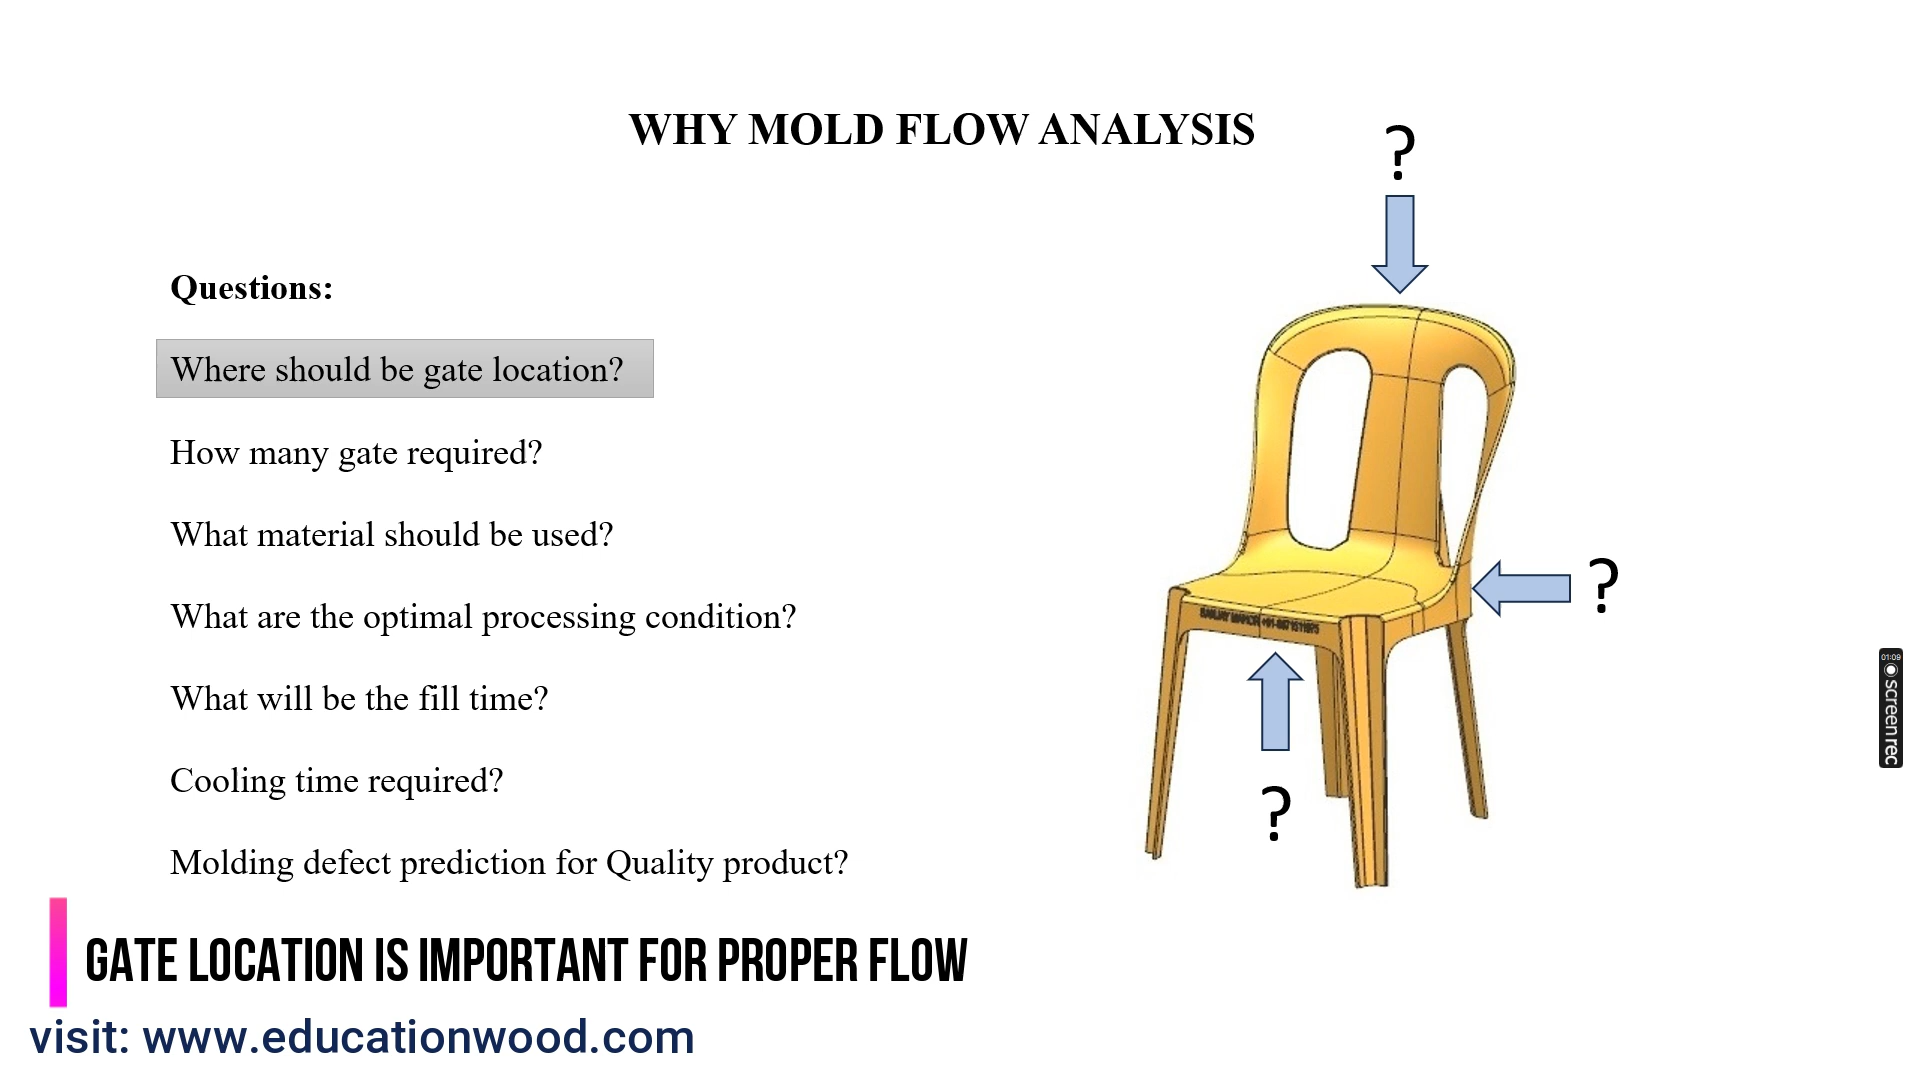 WHY MOLD FLOW ANALYSIS
?
Questions:
Where should be gate location?
How many gate required?
What material should be used?
?
What are the optimal processing condition?
What will be the fill time?
Cooling time required?
?
Molding defect prediction for Quality product?
GATE LOCATION IS IMPORTANT FOR PROPER FLOW
visit: www.educationwood.com
01:09
screenrec